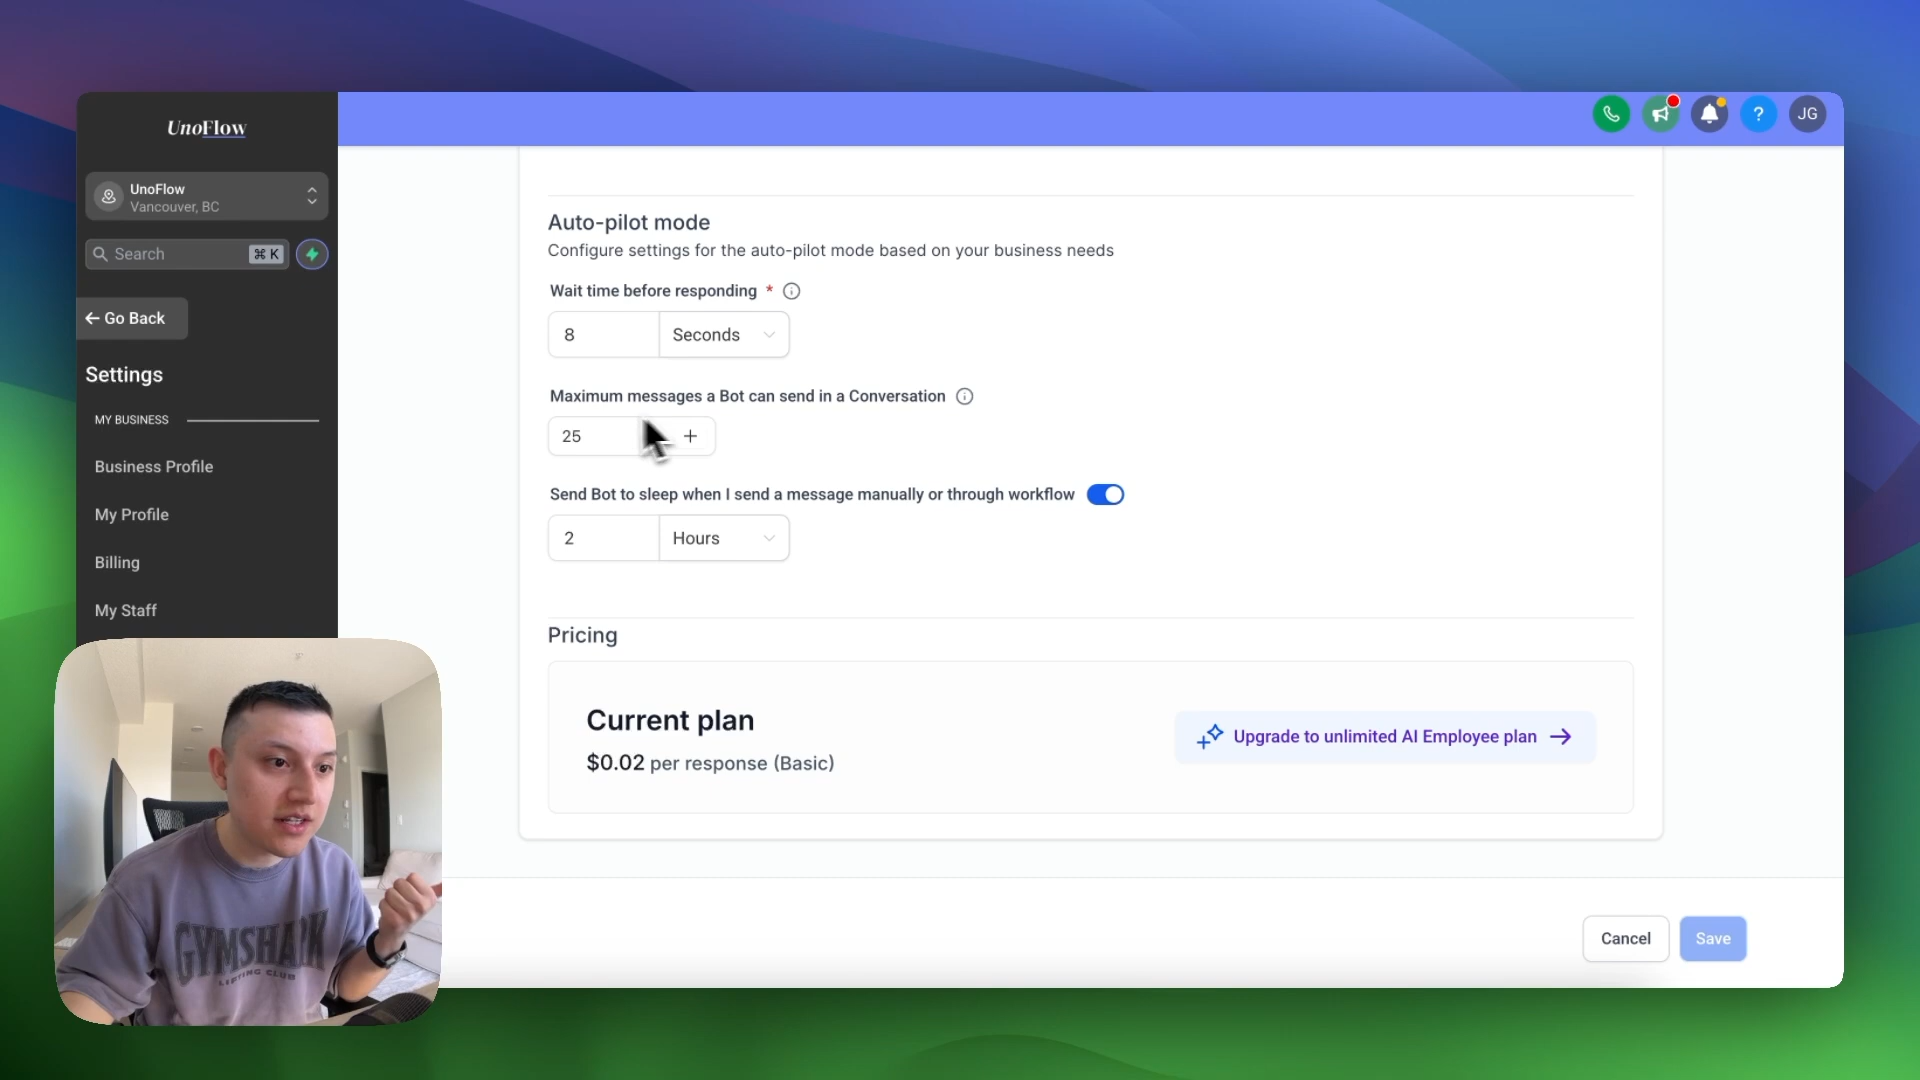 UnoFlow
JG
UnoFlow
Vancouver, BC
Search
⌘ K
Go Back
Settings
MY BUSINESS
Business Profile
My Profile
Billing
My Staff
Auto-pilot mode
Configure settings for the auto-pilot mode based on your business needs
Wait time before responding *
8 Seconds
Maximum messages a Bot can send in a Conversation
25 +
Send Bot to sleep when I send a message manually or through workflow
2 Hours
Pricing
Current plan
$0.02 per response (Basic)
Upgrade to unlimited AI Employee plan →
Cancel
Save
GYMSHARK
LIFTING CLUB